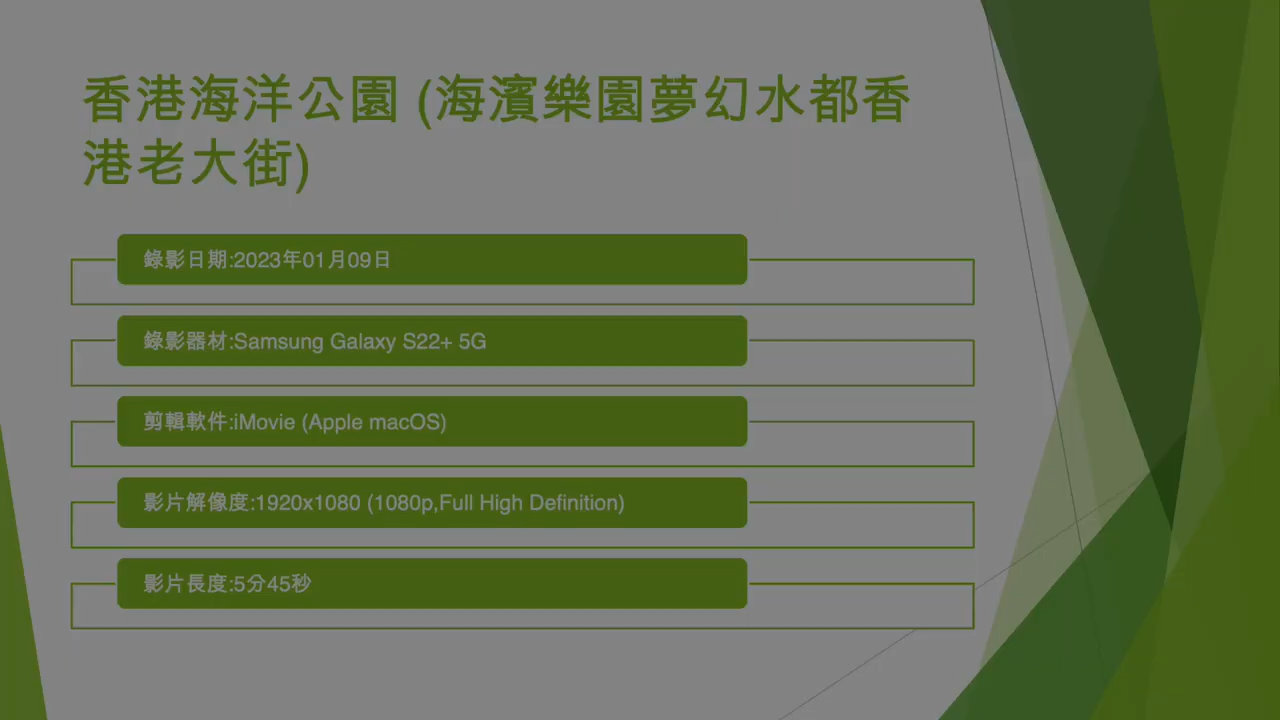 香港海洋公園 (海濱樂園夢幻水都香
港老大街)
錄影日期:2023年01月09日
錄影器材:Samsung Galaxy S22+ 5G
剪輯軟件:iMovie (Apple macOS)
影片解像度:1920x1080 (1080p,Full High Definition)
影片長度:5分45秒